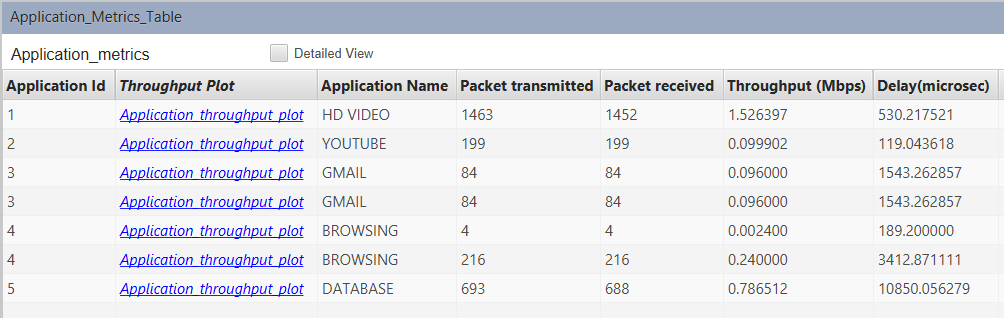 Application_Metrics_Table
Application_metrics Detailed View
Application Id Throughput Plot Application Name Packet transmitted Packet received Throughput (Mbps) Delay(microsec)
1 Application_throughput_plot HD VIDEO 1463 1452 1.526397 530.217521
2 Application_throughput_plot YOUTUBE 199 199 0.099902 119.043618
3 Application_throughput_plot GMAIL 84 84 0.096000 1543.262857
3 Application_throughput_plot GMAIL 84 84 0.096000 1543.262857
4 Application_throughput_plot BROWSING 4 4 0.002400 189.200000
4 Application_throughput_plot BROWSING 216 216 0.240000 3412.871111
5 Application_throughput_plot DATABASE 693 688 0.786512 10850.056279